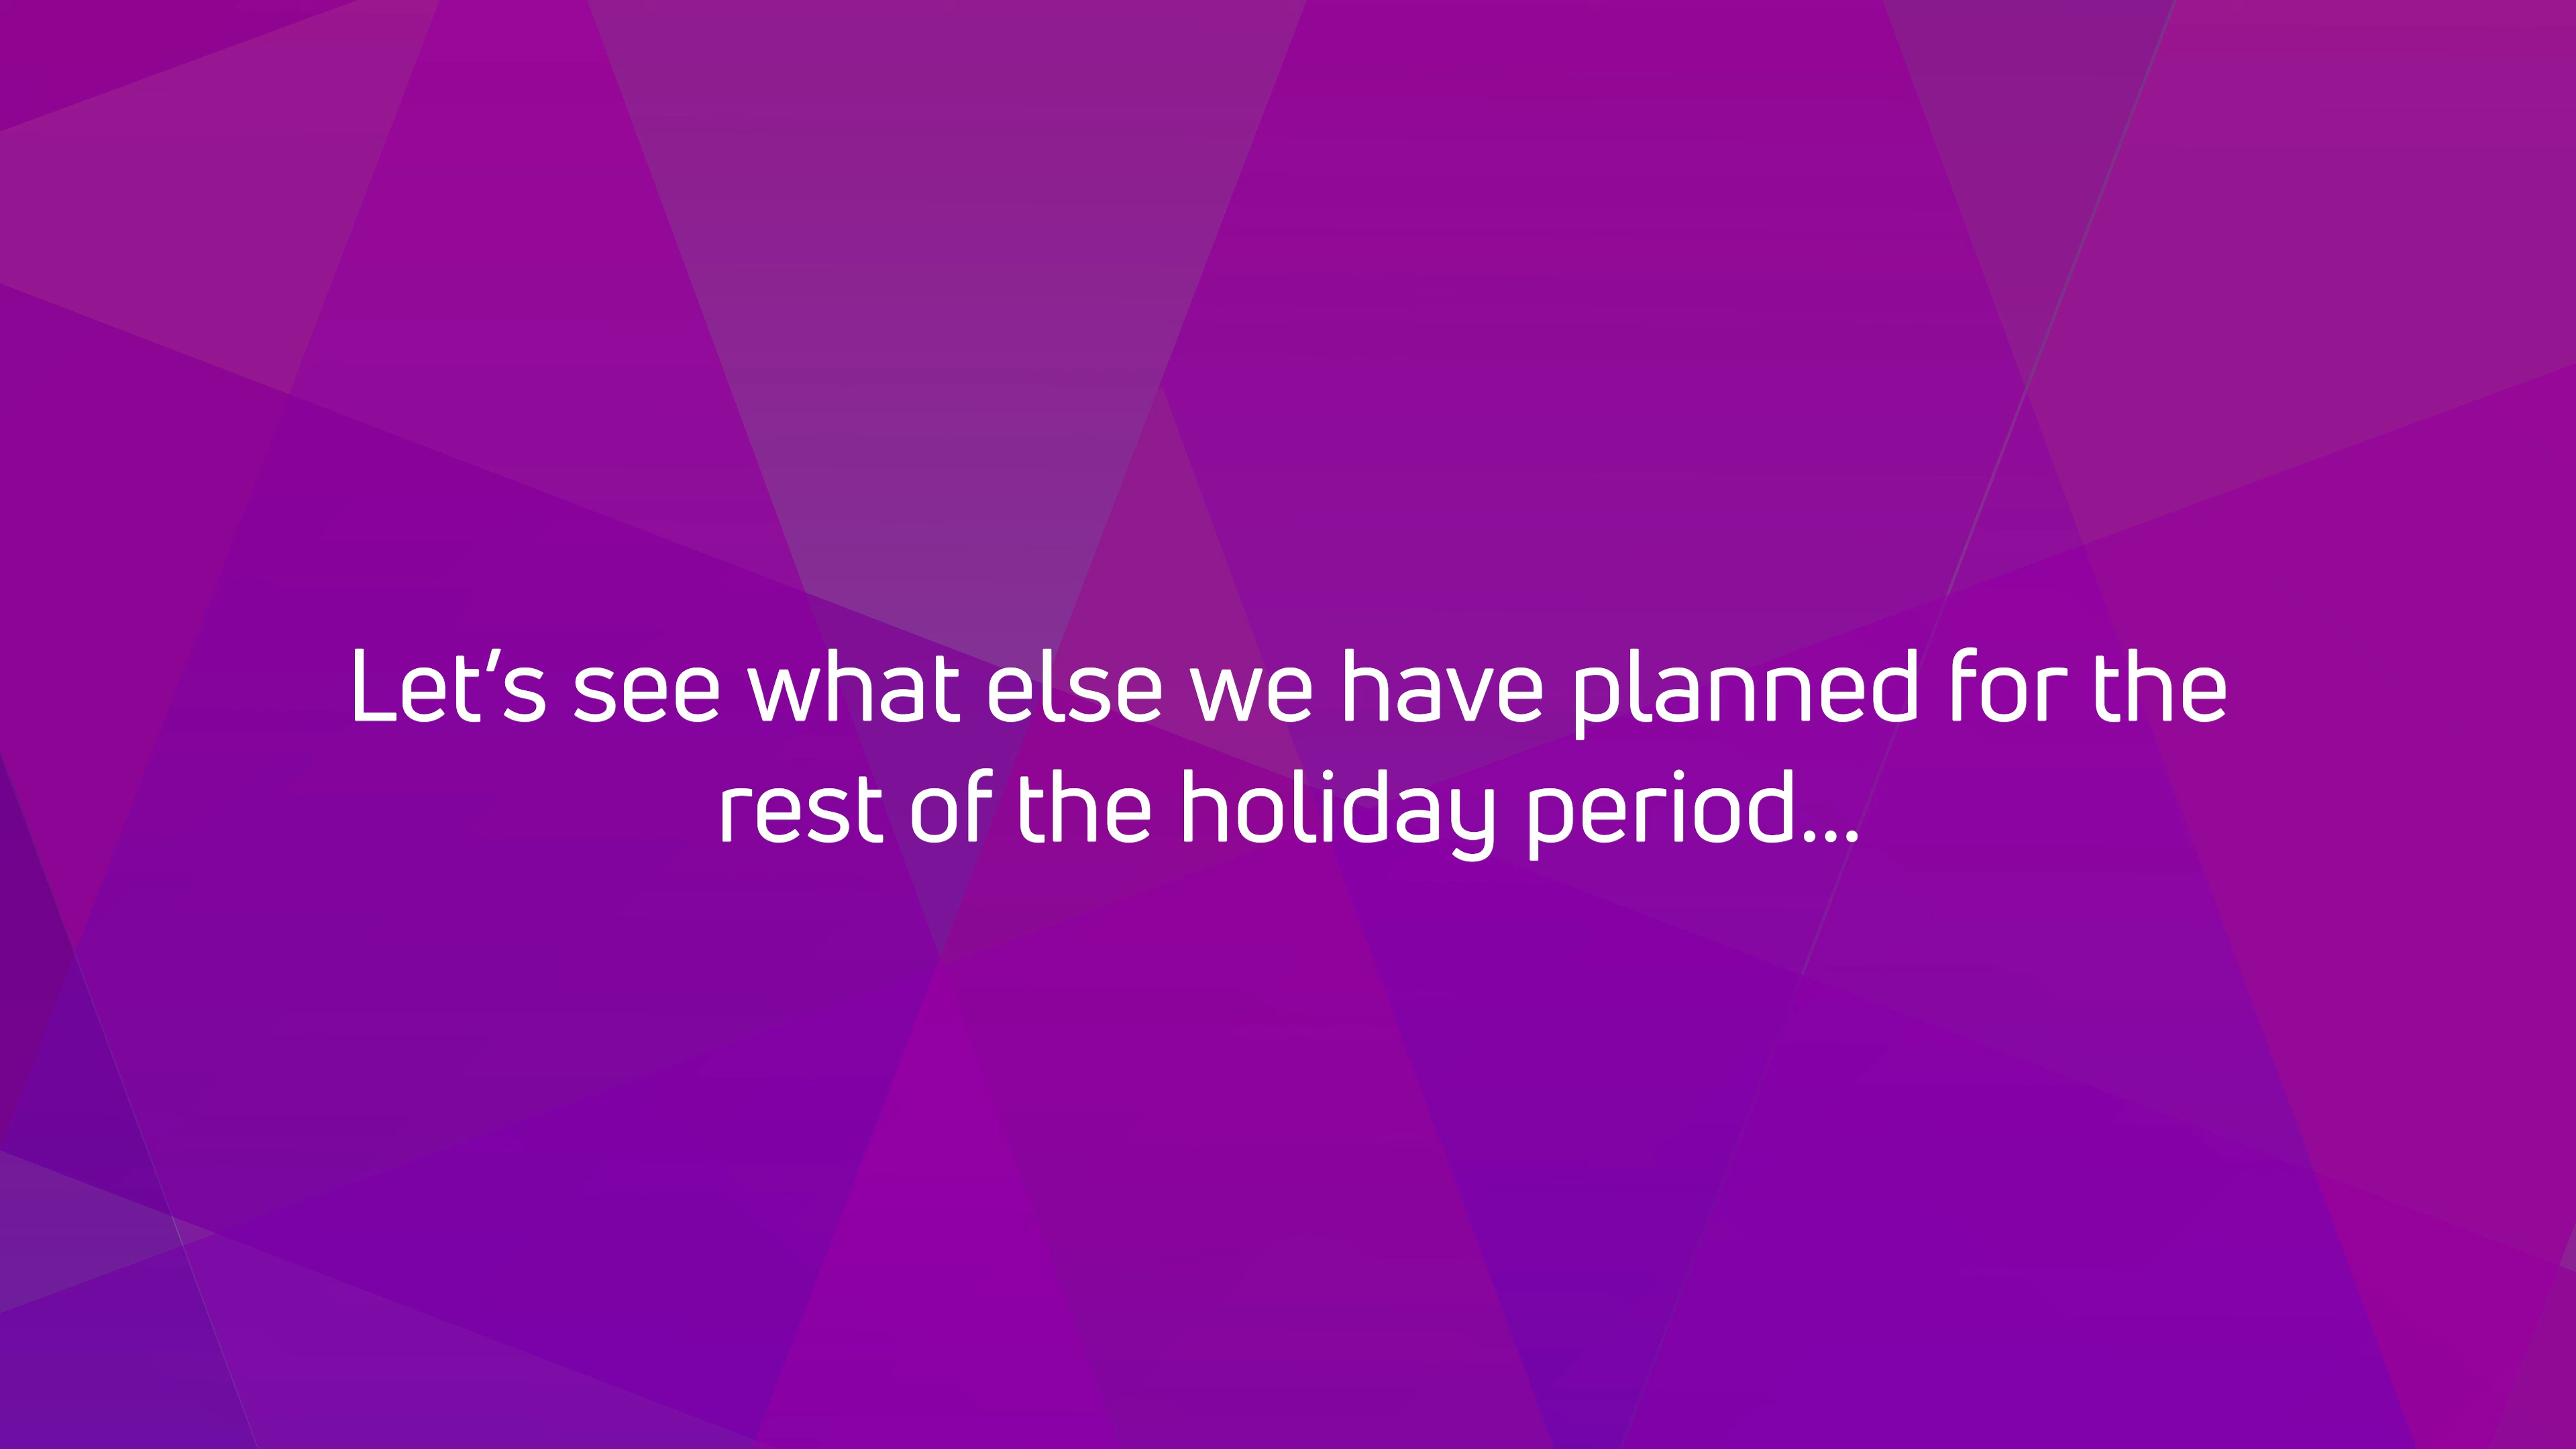 Let’s see what else we have planned for the
rest of the holiday period...